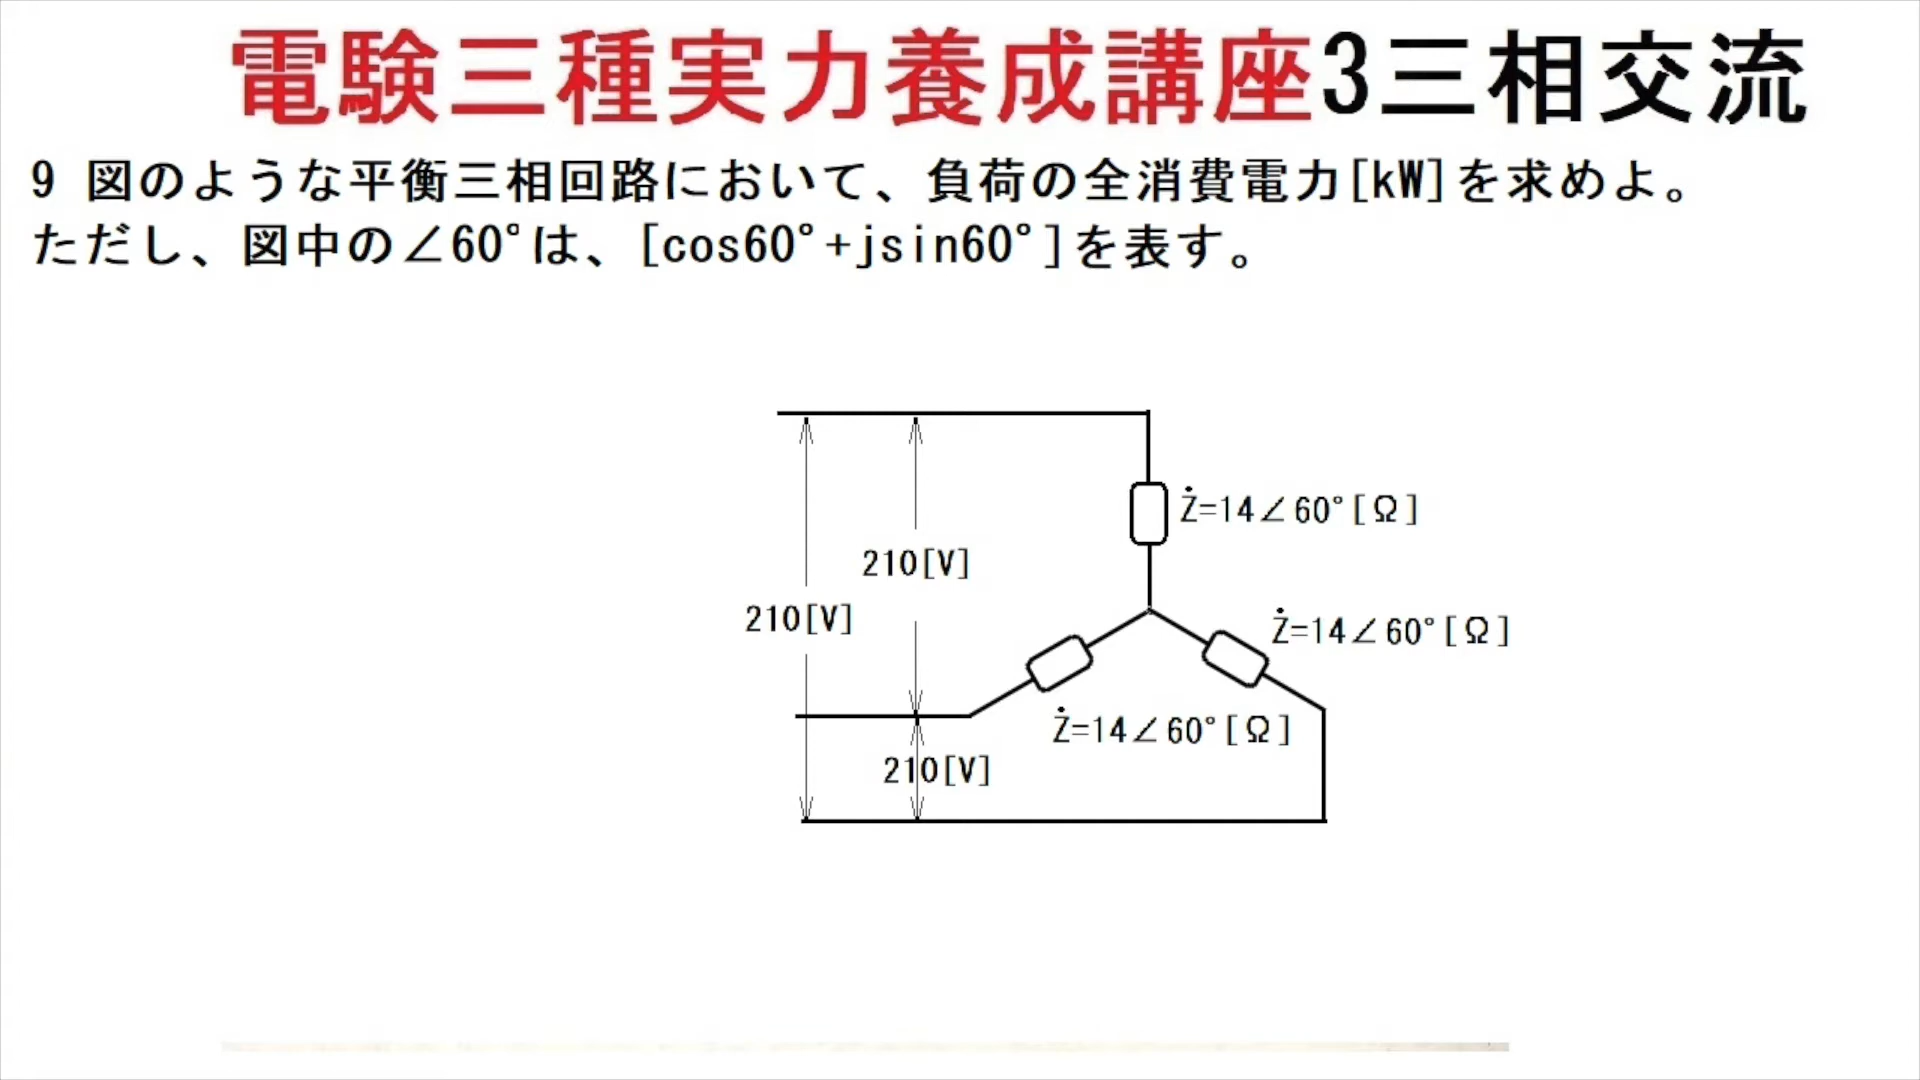 電験三種実力養成講座3三相交流
9 図のような平衡三相回路において、負荷の全消費電力[kW]を求めよ。
ただし、図中の∠60°は、[cos60°+jsin60°]を表す。
Ż=14∠60°[Ω]
210[V]
210[V]
Ż=14∠60°[Ω]
Ż=14∠60°[Ω]
210[V]